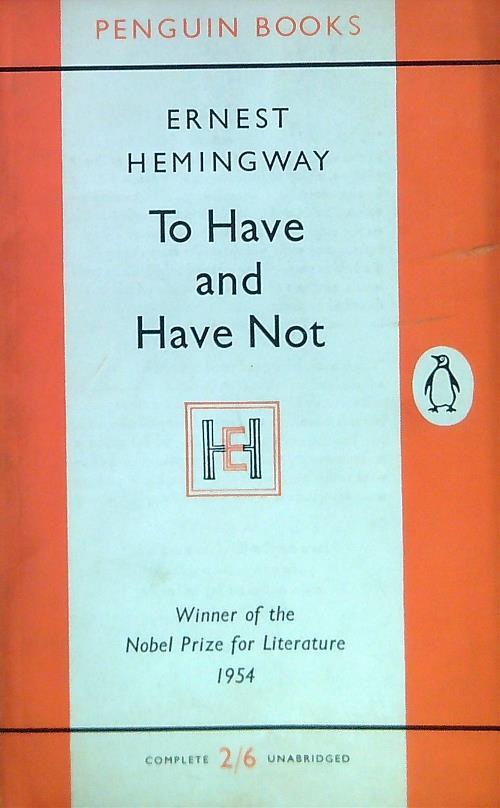 PENGUIN BOOKS
ERNEST
HEMINGWAY
To Have
and
Have Not
HEH
Winner of the
Nobel Prize for Literature
1954
COMPLETE 2/6 UNABRIDGED